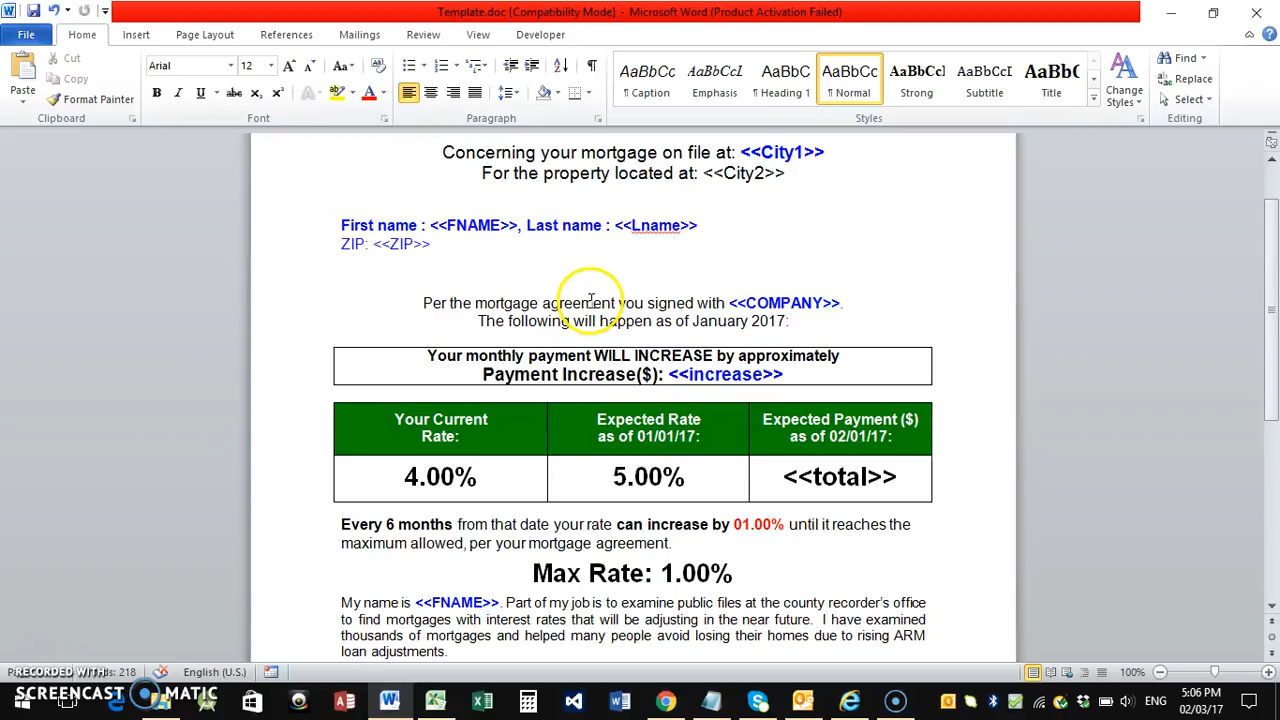 Template.doc [Compatibility Mode] - Microsoft Word (Product Activation Failed)
File Home Insert Page Layout References Mailings Review View Developer
Paste
Cut
Copy
Format Painter
Clipboard
Arial 12
Font
Paragraph
AaBbCc AaBbCcI AaBbC AaBbCc AaBbCcl AaBbCcDc AaBb(
¶ Caption Emphasis ¶ Heading 1 ¶ Normal Strong Subtitle Title
Change
Styles
Styles
Find
Replace
Select
Editing
Concerning your mortgage on file at: <<City1>>
For the property located at: <<City2>>
First name : <<FNAME>>, Last name : <<Lname>>
ZIP: <<ZIP>>
Per the mortgage agreement you signed with <<COMPANY>>.
The following will happen as of January 2017:
Your monthly payment WILL INCREASE by approximately
Payment Increase($): <<increase>>
Your Current
Rate:
Expected Rate
as of 01/01/17:
Expected Payment ($)
as of 02/01/17:
4.00% 5.00% <<total>>
Every 6 months from that date your rate can increase by 01.00% until it reaches the
maximum allowed, per your mortgage agreement.
Max Rate: 1.00%
My name is <<FNAME>>. Part of my job is to examine public files at the county recorder's office
to find mortgages with interest rates that will be adjusting in the near future. I have examined
thousands of mortgages and helped many people avoid losing their homes due to rising ARM
loan adjustments.
218 English (U.S.) 100%
RECORDED WITH
SCREENCAST MATIC
ENG
5:06 PM
02/03/17